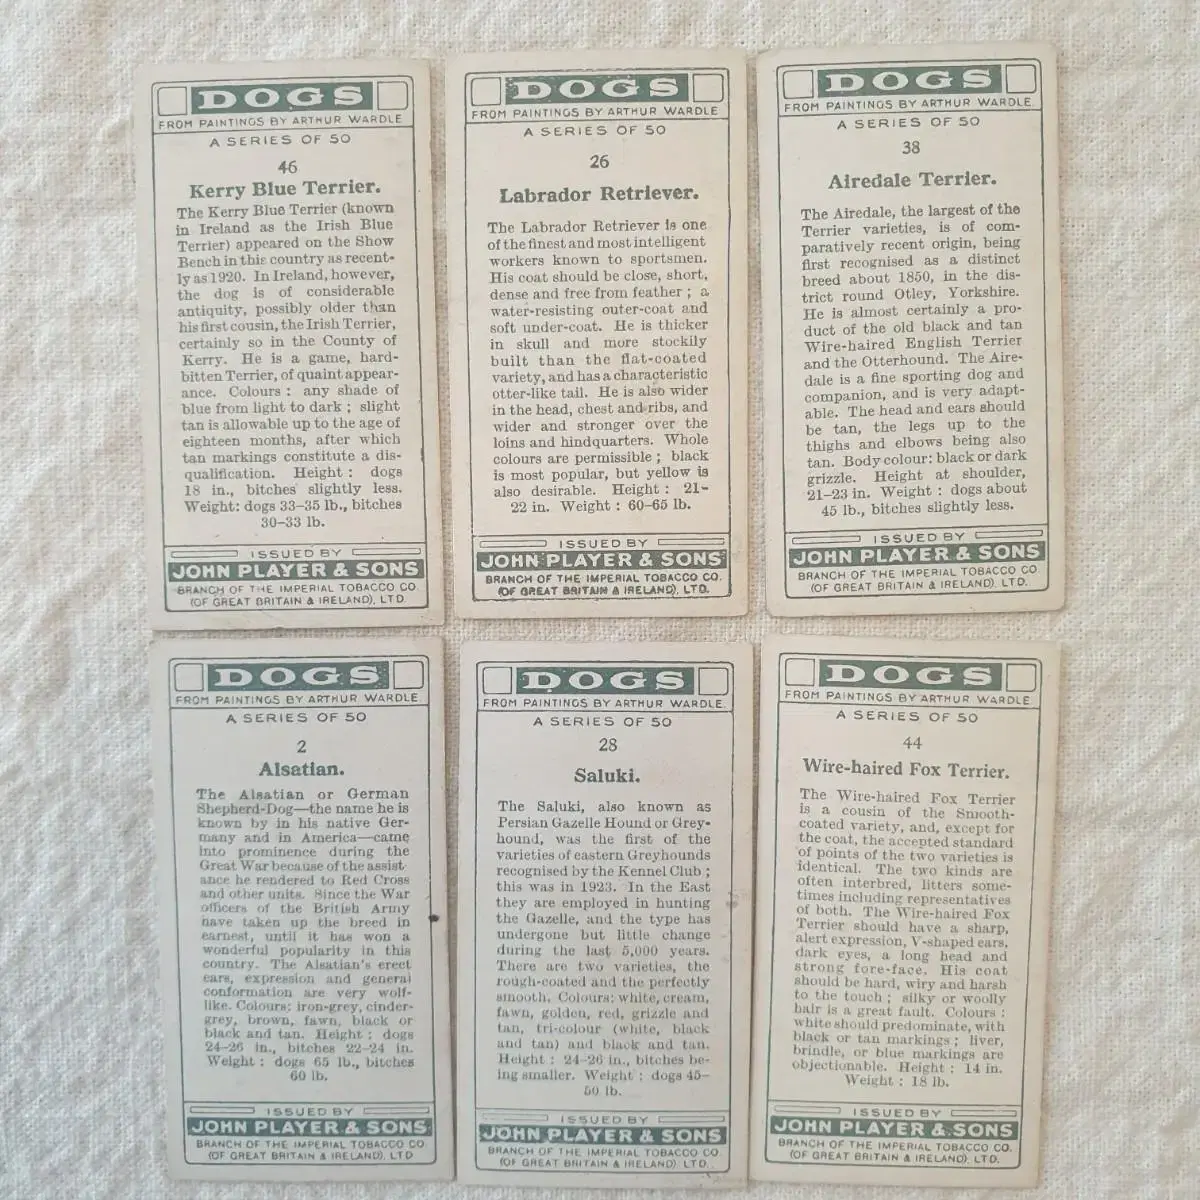 DOGS
FROM PAINTINGS BY ARTHUR WARDLE
A SERIES OF 50
46
Kerry Blue Terrier.
The Kerry Blue Terrier (known
in Ireland as the Irish Blue
Terrier) appeared on the Show
Bench in this country as recent-
ly as 1920. In Ireland, however,
the dog is of considerable
antiquity, possibly older than
his first cousin, the Irish Terrier,
certainly so in the County of
Kerry. He is a game, hard-
bitten Terrier, of quaint appear-
ance. Colours : any shade of
blue from light to dark ; slight
tan is allowable up to the age of
eighteen months, after which
tan markings constitute a dis-
qualification. Height : dogs
18 in., bitches slightly less.
Weight: dogs 33–35 lb., bitches
30–33 lb.
ISSUED BY
JOHN PLAYER & SONS
BRANCH OF THE IMPERIAL TOBACCO CO.
(OF GREAT BRITAIN & IRELAND), LTD.
DOGS
FROM PAINTINGS BY ARTHUR WARDLE
A SERIES OF 50
26
Labrador Retriever.
The Labrador Retriever is one
of the finest and most intelligent
workers known to sportsmen.
His coat should be close, short,
dense and free from feather ; a
water-resisting outer-coat and
soft under-coat. He is thicker
in skull and more stockily
built than the flat-coated
variety, and has a characteristic
otter-like tail. He is also wider
in the head, chest and ribs, and
wider and stronger over the
loins and hindquarters. Whole
colours are permissible ; black
is most popular, but yellow is
also desirable. Height : 21–
22 in. Weight : 60–65 lb.
ISSUED BY
JOHN PLAYER & SONS
BRANCH OF THE IMPERIAL TOBACCO CO.
(OF GREAT BRITAIN & IRELAND), LTD.
DOGS
FROM PAINTINGS BY ARTHUR WARDLE.
A SERIES OF 50
38
Airedale Terrier.
The Airedale, the largest of the
Terrier varieties, is of com-
paratively recent origin, being
first recognised as a distinct
breed about 1850, in the dis-
trict round Otley, Yorkshire.
He is almost certainly a pro-
duct of the old black and tan
Wire-haired English Terrier
and the Otterhound. The Aire-
dale is a fine sporting dog and
companion, and is very adapt-
able. The head and ears should
be tan, the legs up to the
thighs and elbows being also
tan. Body colour: black or dark
grizzle. Height at shoulder,
21–23 in. Weight : dogs about
45 lb., bitches slightly less.
ISSUED BY
JOHN PLAYER & SONS
BRANCH OF THE IMPERIAL TOBACCO CO.
(OF GREAT BRITAIN & IRELAND), LTD.
DOGS
FROM PAINTINGS BY ARTHUR WARDLE.
A SERIES OF 50
2
Alsatian.
The Alsatian or German
Shepherd-Dog—the name he is
known by in his native Ger-
many and in America—came
into prominence during the
Great War because of the assist
ance he rendered to Red Cross
and other units. Since the War
officers of the British Army
have taken up the breed in
earnest, until it has won a
wonderful popularity in this
country. The Alsatian's erect
ears, expression and general
conformation are very wolf-
like. Colours: iron-grey, cinder-
grey, brown, fawn, black or
black and tan. Height : dogs
24–26 in., bitches 22–24 in.
Weight : dogs 65 lb., bitches
60 lb.
ISSUED BY
JOHN PLAYER & SONS
BRANCH OF THE IMPERIAL TOBACCO CO.
(OF GREAT BRITAIN & IRELAND), LTD
DOGS
FROM PAINTINGS BY ARTHUR WARDLE.
A SERIES OF 50
28
Saluki.
The Saluki, also known as
Persian Gazelle Hound or Grey-
hound, was the first of the
varieties of eastern Greyhounds
recognised by the Kennel Club ;
this was in 1923. In the East
they are employed in hunting
the Gazelle, and the type has
undergone but little change
during the last 5,000 years.
There are two varieties, the
rough-coated and the perfectly
smooth. Colours: white, cream,
fawn, golden, red, grizzle and
tan, tri-colour (white, black
and tan) and black and tan.
Height : 24–26 in., bitches be-
ing smaller. Weight : dogs 45–
50 lb.
ISSUED BY
JOHN PLAYER & SONS
BRANCH OF THE IMPERIAL TOBACCO CO.
(OF GREAT BRITAIN & IRELAND), LTD.
DOGS
FROM PAINTINGS BY ARTHUR WARDLE
A SERIES OF 50
44
Wire-haired Fox Terrier.
The Wire-haired Fox Terrier
is a cousin of the Smooth-
coated variety, and, except for
the coat, the accepted standard
of points of the two varieties is
identical. The two kinds are
often interbred, litters some-
times including representatives
of both. The Wire-haired Fox
Terrier should have a sharp,
alert expression, V-shaped ears,
dark eyes, a long head and
strong fore-face. His coat
should be hard, wiry and harsh
to the touch ; silky or woolly
hair is a great fault. Colours :
white should predominate, with
black or tan markings ; liver,
brindle, or blue markings are
objectionable. Height : 14 in.
Weight : 18 lb.
ISSUED BY
JOHN PLAYER & SONS
BRANCH OF THE IMPERIAL TOBACCO CO.
(OF GREAT BRITAIN & IRELAND), LTD.